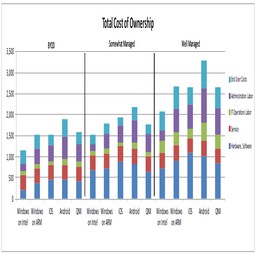 Total Cost of Ownership
BYOD
Somewhat Managed
Well Managed
3,500
3,000
2,500
2,000
1,500
1,000
500
0
End User Costs
Administration Labor
IT Operations Labor
Service
Hardware, Software
Windows on Intel
Windows on ARM
iOS
Android
QNX
Windows on Intel
Windows on ARM
iOS
Android
QNX
Windows on Intel
Windows on ARM
iOS
Android
QNX